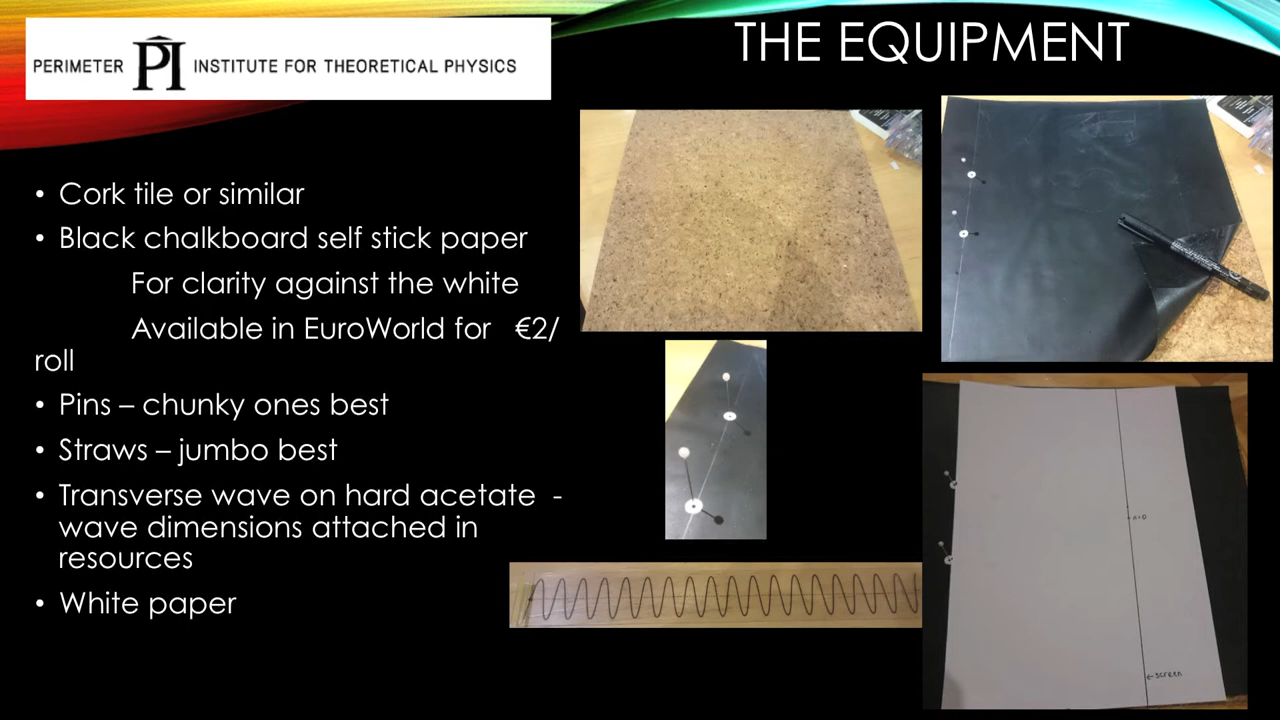 THE EQUIPMENT
PERIMETER PI INSTITUTE FOR THEORETICAL PHYSICS
• Cork tile or similar
• Black chalkboard self stick paper
For clarity against the white
Available in EuroWorld for €2/
roll
• Pins – chunky ones best
• Straws – jumbo best
• Transverse wave on hard acetate -
wave dimensions attached in
resources
• White paper
n=0
← screen